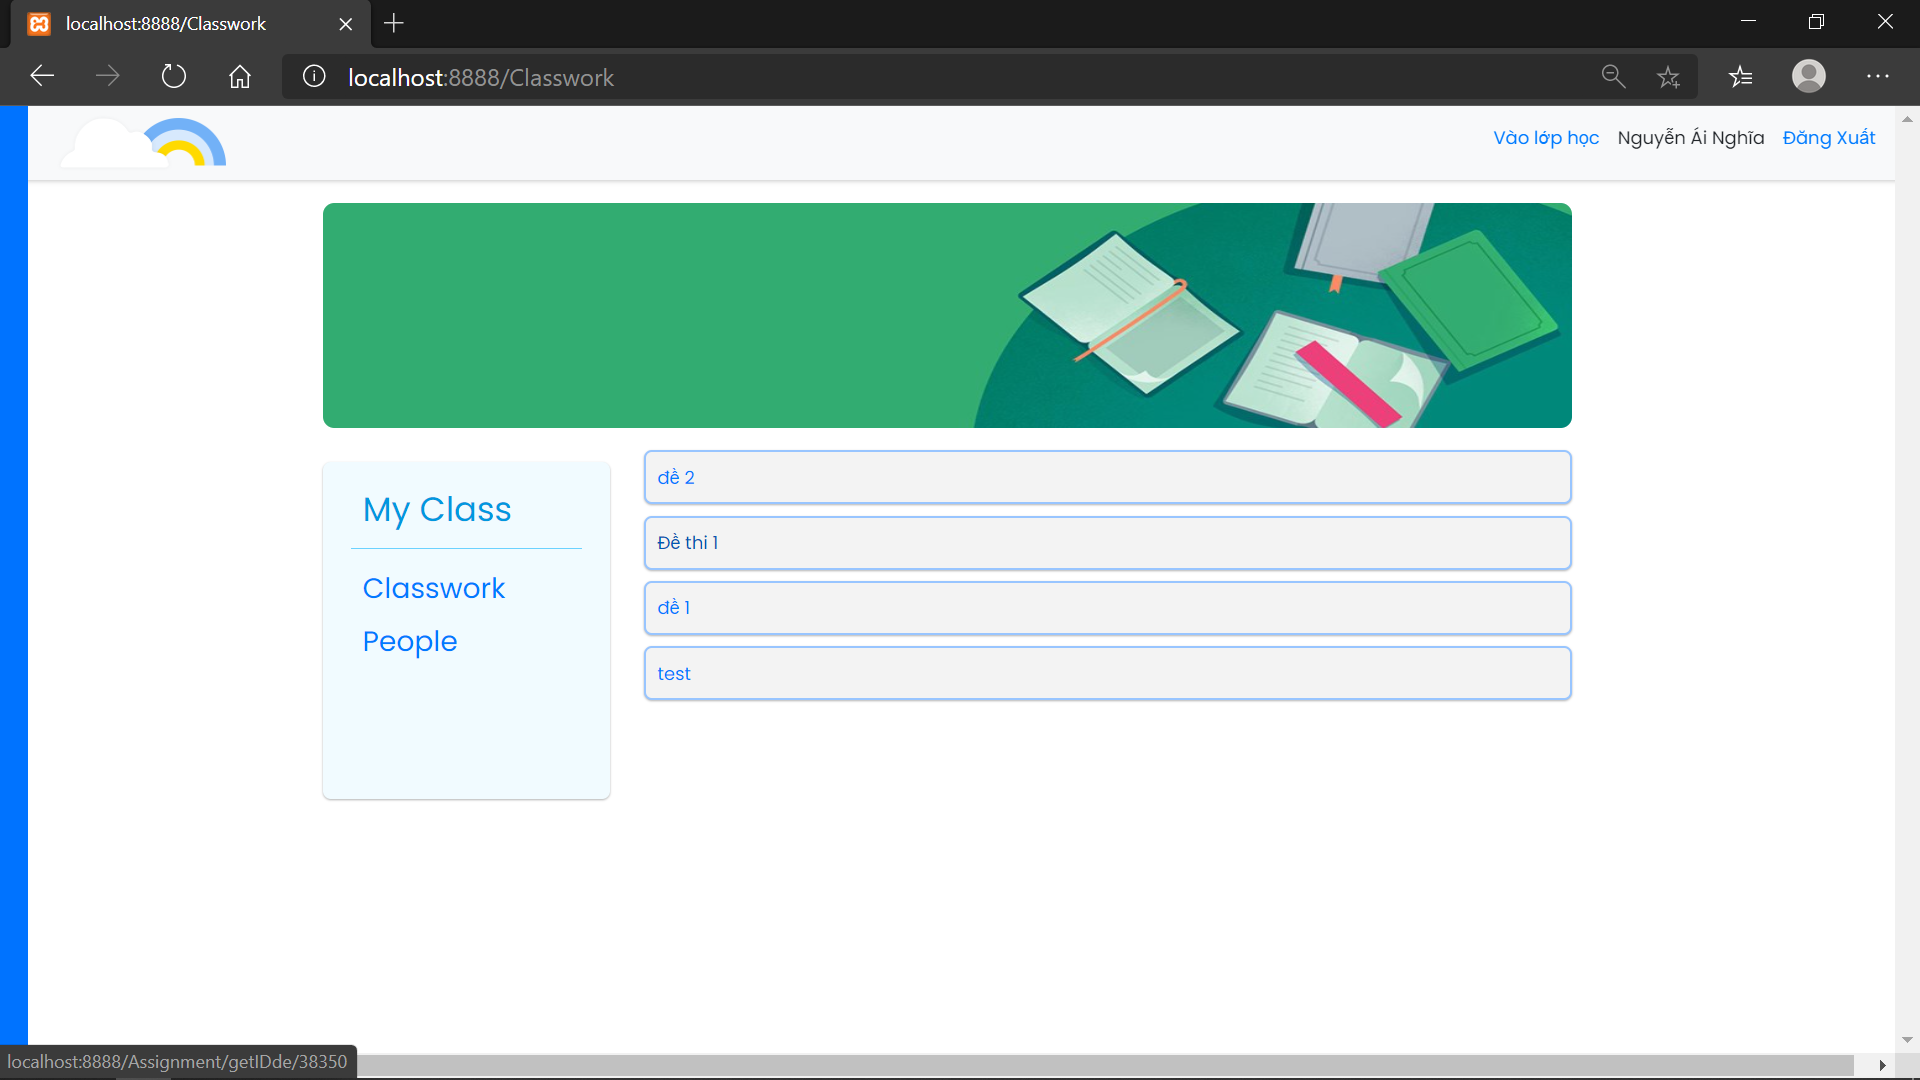 localhost:8888/Classwork
localhost:8888/Classwork
Vào lớp học Nguyễn Ái Nghĩa Đăng Xuất
My Class
Classwork
People
đề 2
Đề thi 1
đề 1
test
localhost:8888/Assignment/getIDde/38350